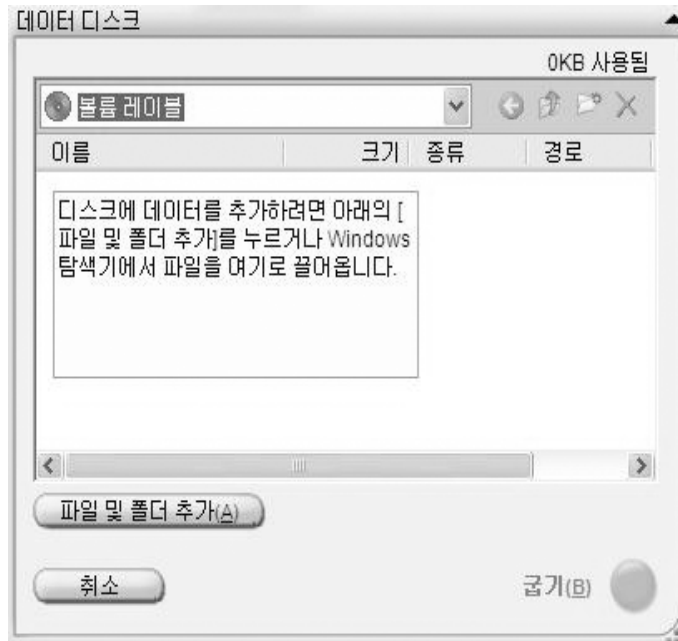 데이터 디스크
0KB 사용됨
볼륨 레이블
이름 크기 종류 경로
디스크에 데이터를 추가하려면 아래의 [
파일 및 폴더 추가]를 누르거나 Windows
탐색기에서 파일을 여기로 끌어옵니다.
파일 및 폴더 추가(A)
취소 굽기(B)